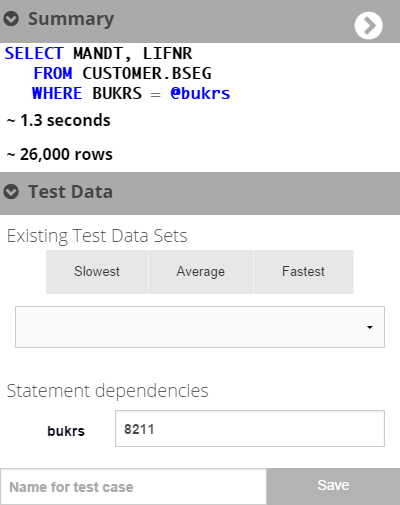 Summary
SELECT MANDT, LIFNR
FROM CUSTOMER.BSEG
WHERE BUKRS = @bukrs
~ 1.3 seconds
~ 26,000 rows
Test Data
Existing Test Data Sets
Slowest Average Fastest
Statement dependencies
bukrs 8211
Name for test case Save